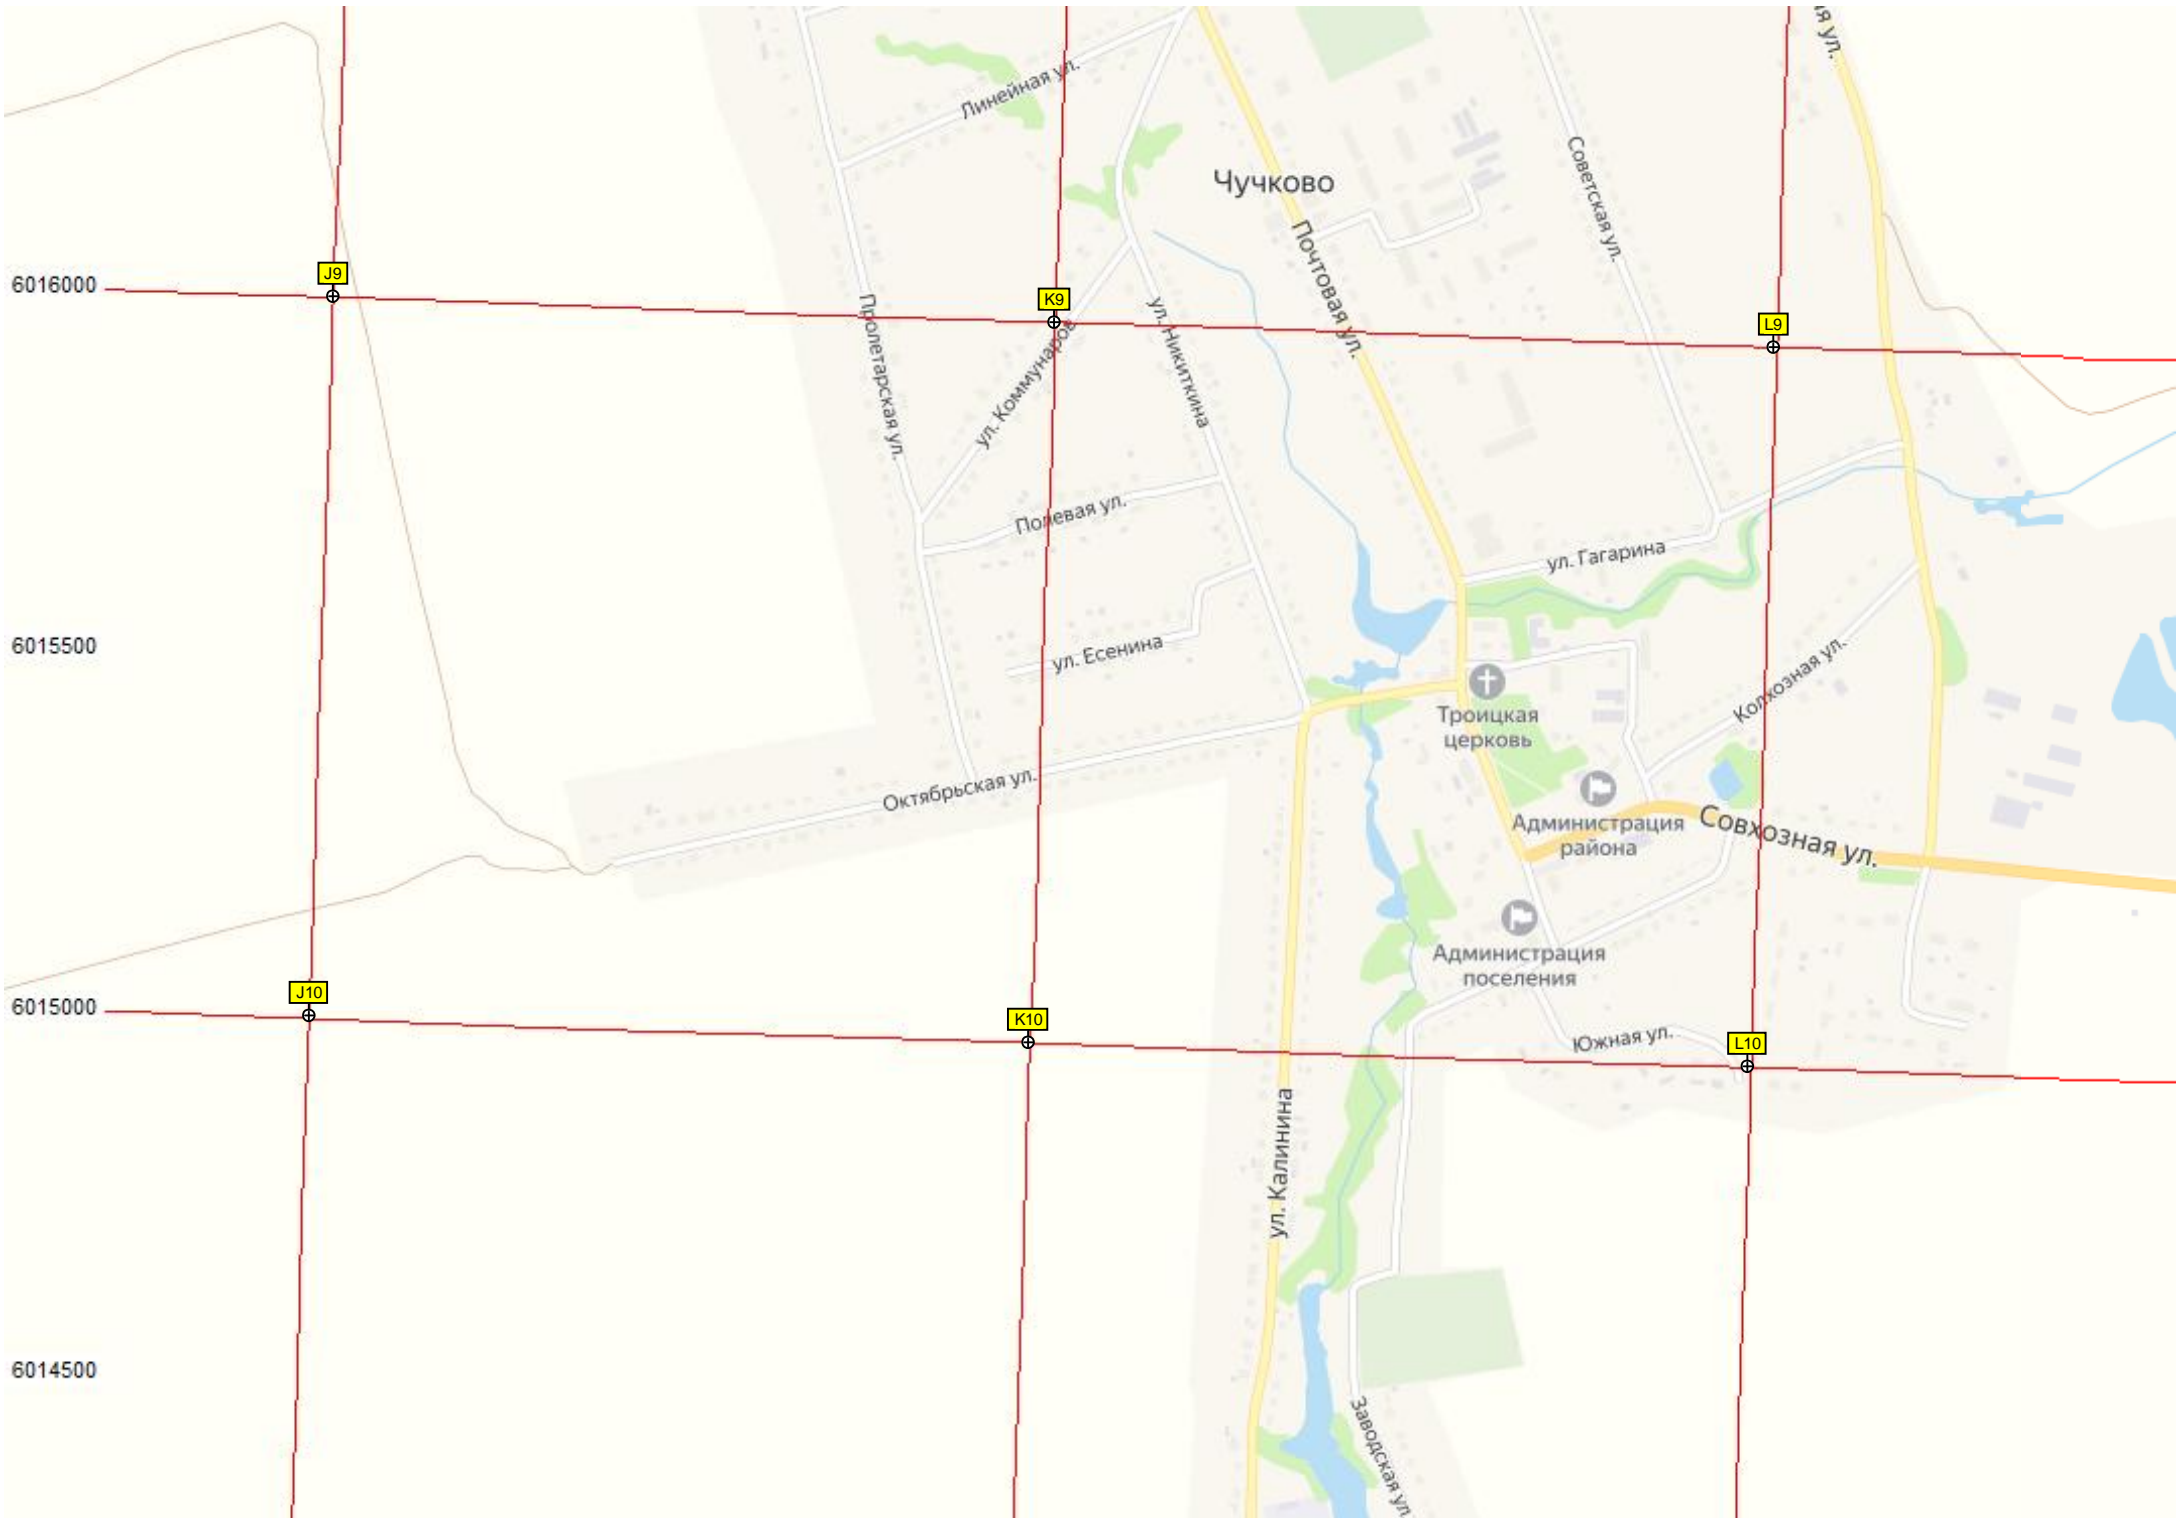 ая ул.
Линейная ул.
Чучково
Советская ул.
6016000
J9
K9
L9
Почтовая ул.
Пролетарская ул.
ул. Коммунаров
ул. Никиткина
Полевая ул.
ул. Гагарина
6015500
ул. Есенина
Колхозная ул.
Троицкая
церковь
Октябрьская ул.
Администрация
района
Совхозная ул.
Администрация
поселения
6015000
J10
K10
L10
Южная ул.
ул. Калинина
6014500
Заводская ул